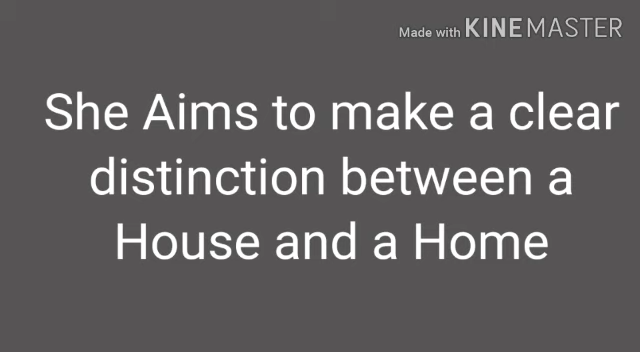 Made with KINEMASTER
She Aims to make a clear
distinction between a
House and a Home